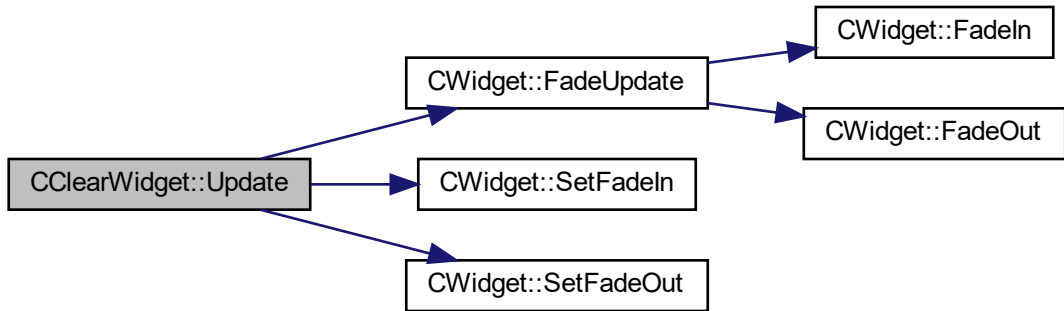 CWidget::FadeIn
CWidget::FadeUpdate
CWidget::FadeOut
CClearWidget::Update
CWidget::SetFadeIn
CWidget::SetFadeOut